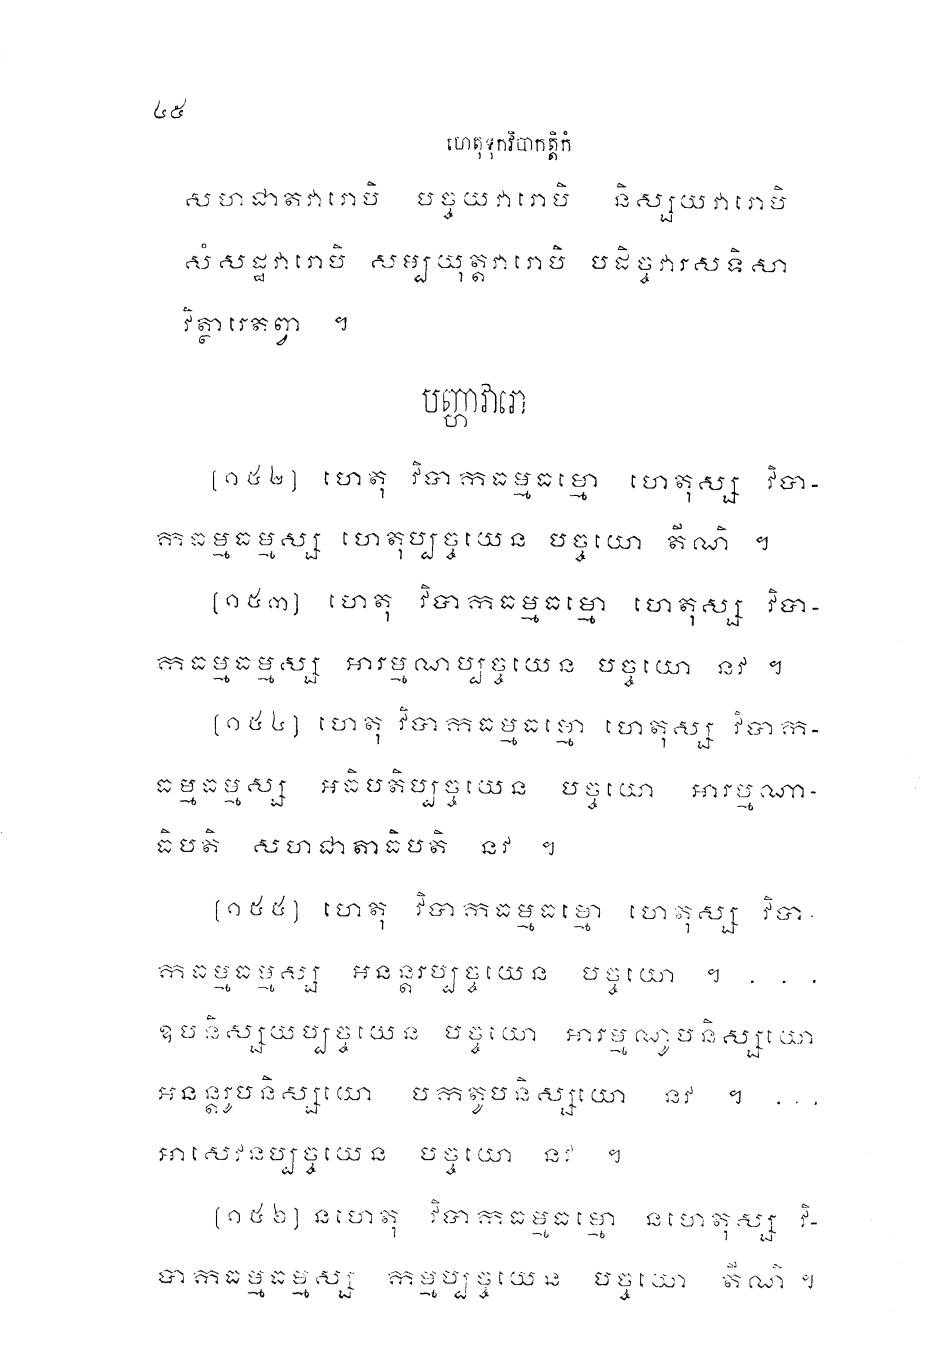 ៤៥
ហេតុទុកវិបាកត្តិកំ
សហជាតវារោបិ បច្ចយវារោបិ និស្សយវារោបិ
សំសដ្ឋវារោបិ សម្បយុត្តវារោបិ បដិច្ចវារសទិសា
វិត្ថារេតព្វា ។
បញ្ហាវារោ
(១៥២) ហេតុ វិបាកធម្មធម្មោ ហេតុស្ស វិបា-
កធម្មធម្មស្ស ហេតុប្បច្ចយេន បច្ចយោ តីណិ ។
(១៥៣) ហេតុ វិបាកធម្មធម្មោ ហេតុស្ស វិបា-
កធម្មធម្មស្ស អារម្មណប្បច្ចយេន បច្ចយោ នវ ។
(១៥៤) ហេតុ វិបាកធម្មធម្មោ ហេតុស្ស វិបាក-
ធម្មធម្មស្ស អធិបតិប្បច្ចយេន បច្ចយោ អារម្មណា-
ធិបតិ សហជាតាធិបតិ នវ ។
(១៥៥) ហេតុ វិបាកធម្មធម្មោ ហេតុស្ស វិបា-
កធម្មធម្មស្ស អនន្តរប្បច្ចយេន បច្ចយោ ។ . . .
ឧបនិស្សយប្បច្ចយេន បច្ចយោ អារម្មណូបនិស្សយោ
អនន្តរូបនិស្សយោ បកតូបនិស្សយោ នវ ។ . . .
អាសេវនប្បច្ចយេន បច្ចយោ នវ ។
(១៥៦) នហេតុ វិបាកធម្មធម្មោ នហេតុស្ស វិ-
បាកធម្មធម្មស្ស កម្មប្បច្ចយេន បច្ចយោ តីណិ ។